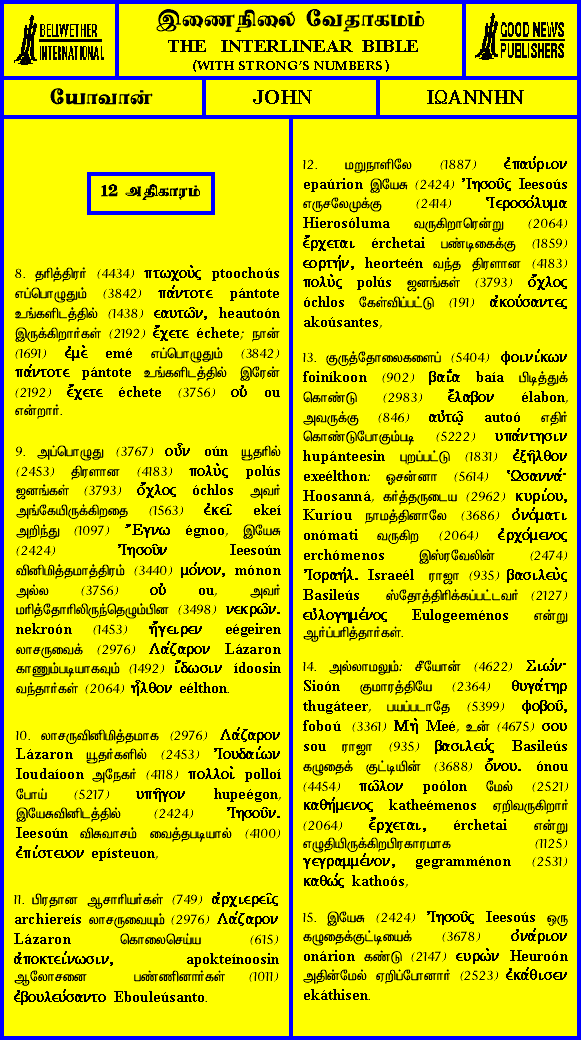 BELLWETHER
INTERNATIONAL
இணைநிலை வேதாகமம்
THE INTERLINEAR BIBLE
(WITH STRONG'S NUMBERS)
GOOD NEWS
PUBLISHERS
யோவான்
JOHN
ΙΩΑΝΝΗΝ
12 அதிகாரம்
8. தரித்திரர் (4434) πτωχοὺς ptoochoús
எப்பொழுதும் (3842) πάντοτε pántote
உங்களிடத்தில் (1438) εαυτῶν, heautoón
இருக்கிறார்கள் (2192) ἔχετε échete; நான்
(1691) ἐμὲ emé எப்பொழுதும் (3842)
πάντοτε pántote உங்களிடத்தில் இரேன்
(2192) ἔχετε échete (3756) οὐ ou
என்றார்.
9. அப்பொழுது (3767) οὖν oún யூதரில்
(2453) திரளான (4183) πολὺς polús
ஜனங்கள் (3793) ὄχλος óchlos அவர்
அங்கேயிருக்கிறதை (1563) ἐκεῖ ekeí
அறிந்து (1097) Ἔγνω égnoo, இயேசு
(2424) Ἰησοῦν Ieesoún
வினிமித்தமாத்திரம் (3440) μόνον, mónon
அல்ல (3756) οὐ ou, அவர்
மரித்தோரிலிருந்தெழும்பின (3498) νεκρῶν.
nekroón (1453) ἤγειρεν eégeiren
லாசருவைக் (2976) Λάζαρον Lázaron
காணும்படியாகவும் (1492) ἴδωσιν ídoosin
வந்தார்கள் (2064) ἦλθον eélthon.
10. லாசருவினிமித்தமாக (2976) Λάζαρον
Lázaron யூதர்களில் (2453) Ἰουδαίων
Ioudaíoon அநேகர் (4118) πολλοὶ polloí
போய் (5217) υπῆγον hupeégon,
இயேசுவினிடத்தில் (2424) Ἰησοῦν.
Ieesoún விசுவாசம் வைத்தபடியால் (4100)
ἐπίστευον epísteuon,
11. பிரதான ஆசாரியர்கள் (749) ἀρχιερεῖς
archiereís லாசருவையும் (2976) Λάζαρον
Lázaron கொலைசெய்ய (615)
ἀποκτείνωσιν, apokteínoosin
ஆலோசனை பண்ணினார்கள் (1011)
ἐβουλεύσαντο Ebouleúsanto.
12. மறுநாளிலே (1887) ἐπαύριον
epaúrion இயேசு (2424) Ἰησοῦς Ieesoús
எருசலேமுக்கு (2414) Ἱεροσόλυμα
Hierosóluma வருகிறாரென்று (2064)
ἔρχεται érchetai பண்டிகைக்கு (1859)
εορτήν, heorteén வந்த திரளான (4183)
πολὺς polús ஜனங்கள் (3793) ὄχλος
óchlos கேள்விப்பட்டு (191) ἀκούσαντες
akoúsantes,
13. குருத்தோலைகளைப் (5404) φοινίκων
foiníkoon (902) βαΐα baía பிடித்துக்
கொண்டு (2983) ἔλαβον élabon,
அவருக்கு (846) αὐτῷ autoó எதிர்
கொண்டுபோகும்படி (5222) υπάντησιν
hupánteesin புறப்பட்டு (1831) ἐξῆλθον
exeélthon: ஓசன்னா (5614) Ὡσαννά·
Hoosanná, கர்த்தருடைய (2962) κυρίου,
Kuríou நாமத்தினாலே (3686) ὀνόματι
onómati வருகிற (2064) ἐρχόμενος
erchómenos இஸ்ரவேலின் (2474)
Ἰσραήλ. Israeél ராஜா (935) βασιλεὺς
Basileús ஸ்தோத்திரிக்கப்பட்டவர் (2127)
εὐλογημένος Eulogeeménos என்று
ஆர்ப்பரித்தார்கள்.
14. அல்லாமலும்: சீயோன் (4622) Σιών·
Sioón குமாரத்தியே (2364) θυγάτηρ
thugáteer, பயப்படாதே (5399) φοβοῦ,
foboú (3361) Μὴ Meé, உன் (4675) σου
sou ராஜா (935) βασιλεύς Basileús
கழுதைக் குட்டியின் (3688) ὄνου. ónou
(4454) πῶλον poólon மேல் (2521)
καθήμενος katheémenos ஏறிவருகிறார்
(2064) ἔρχεται, érchetai என்று
எழுதியிருக்கிறபிரகாரமாக (1125)
γεγραμμένον, gegramménon (2531)
καθώς kathoós,
15. இயேசு (2424) Ἰησοῦς Ieesoús ஒரு
கழுதைக்குட்டியைக் (3678) ὀνάριον
onárion கண்டு (2147) ευρὼν Heuroón
அதின்மேல் ஏறிப்போனார் (2523) ἐκάθισεν
ekáthisen.